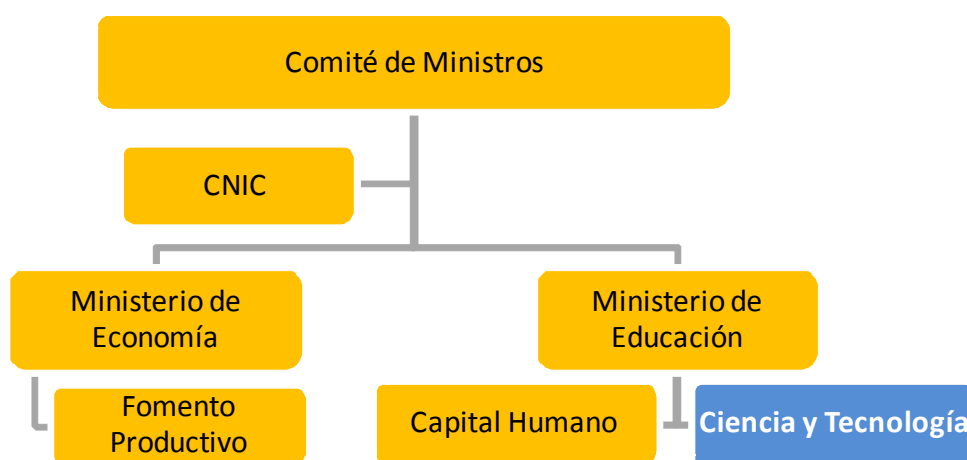 Comité de Ministros
CNIC
Ministerio de
Economía
Ministerio de
Educación
Fomento
Productivo
Capital Humano
Ciencia y Tecnología